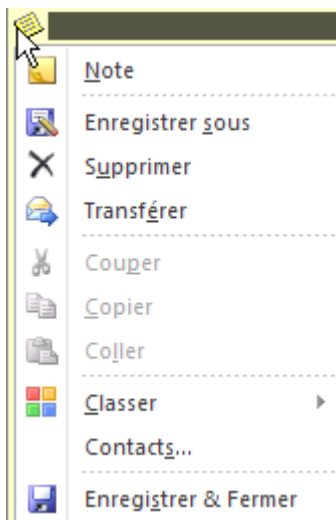 Note
Enregistrer sous
Supprimer
Transférer
Couper
Copier
Coller
Classer
Contacts...
Enregistrer & Fermer